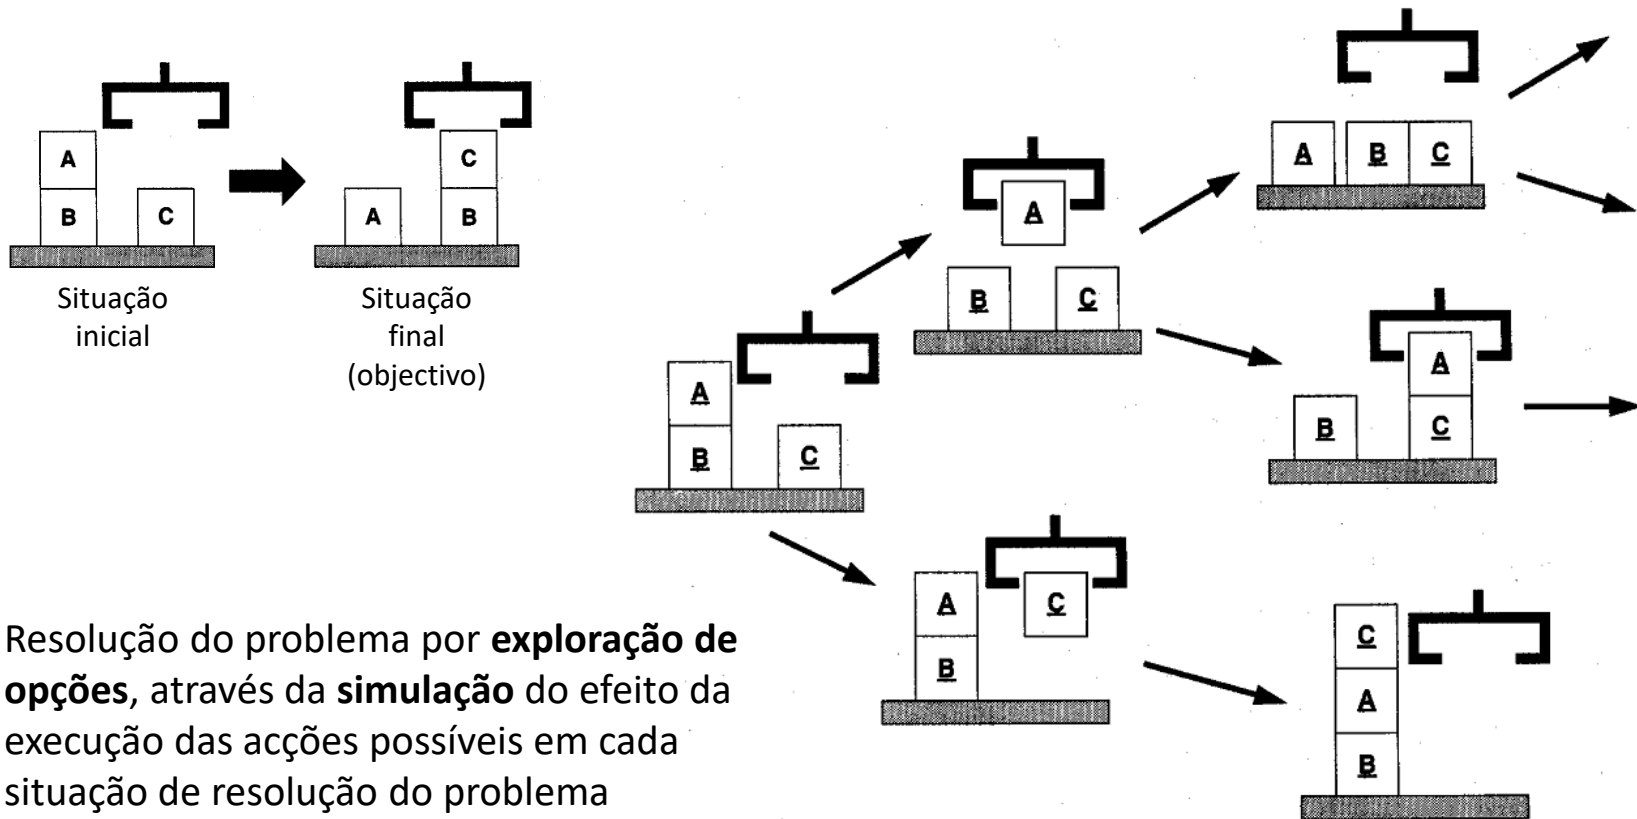 A
B
C
Situação
inicial
A
C
B
Situação
final
(objectivo)
A
B
C
A
B
C
A
B
C
A
B
C
B
A
C
C
A
B
Resolução do problema por exploração de
opções, através da simulação do efeito da
execução das acções possíveis em cada
situação de resolução do problema